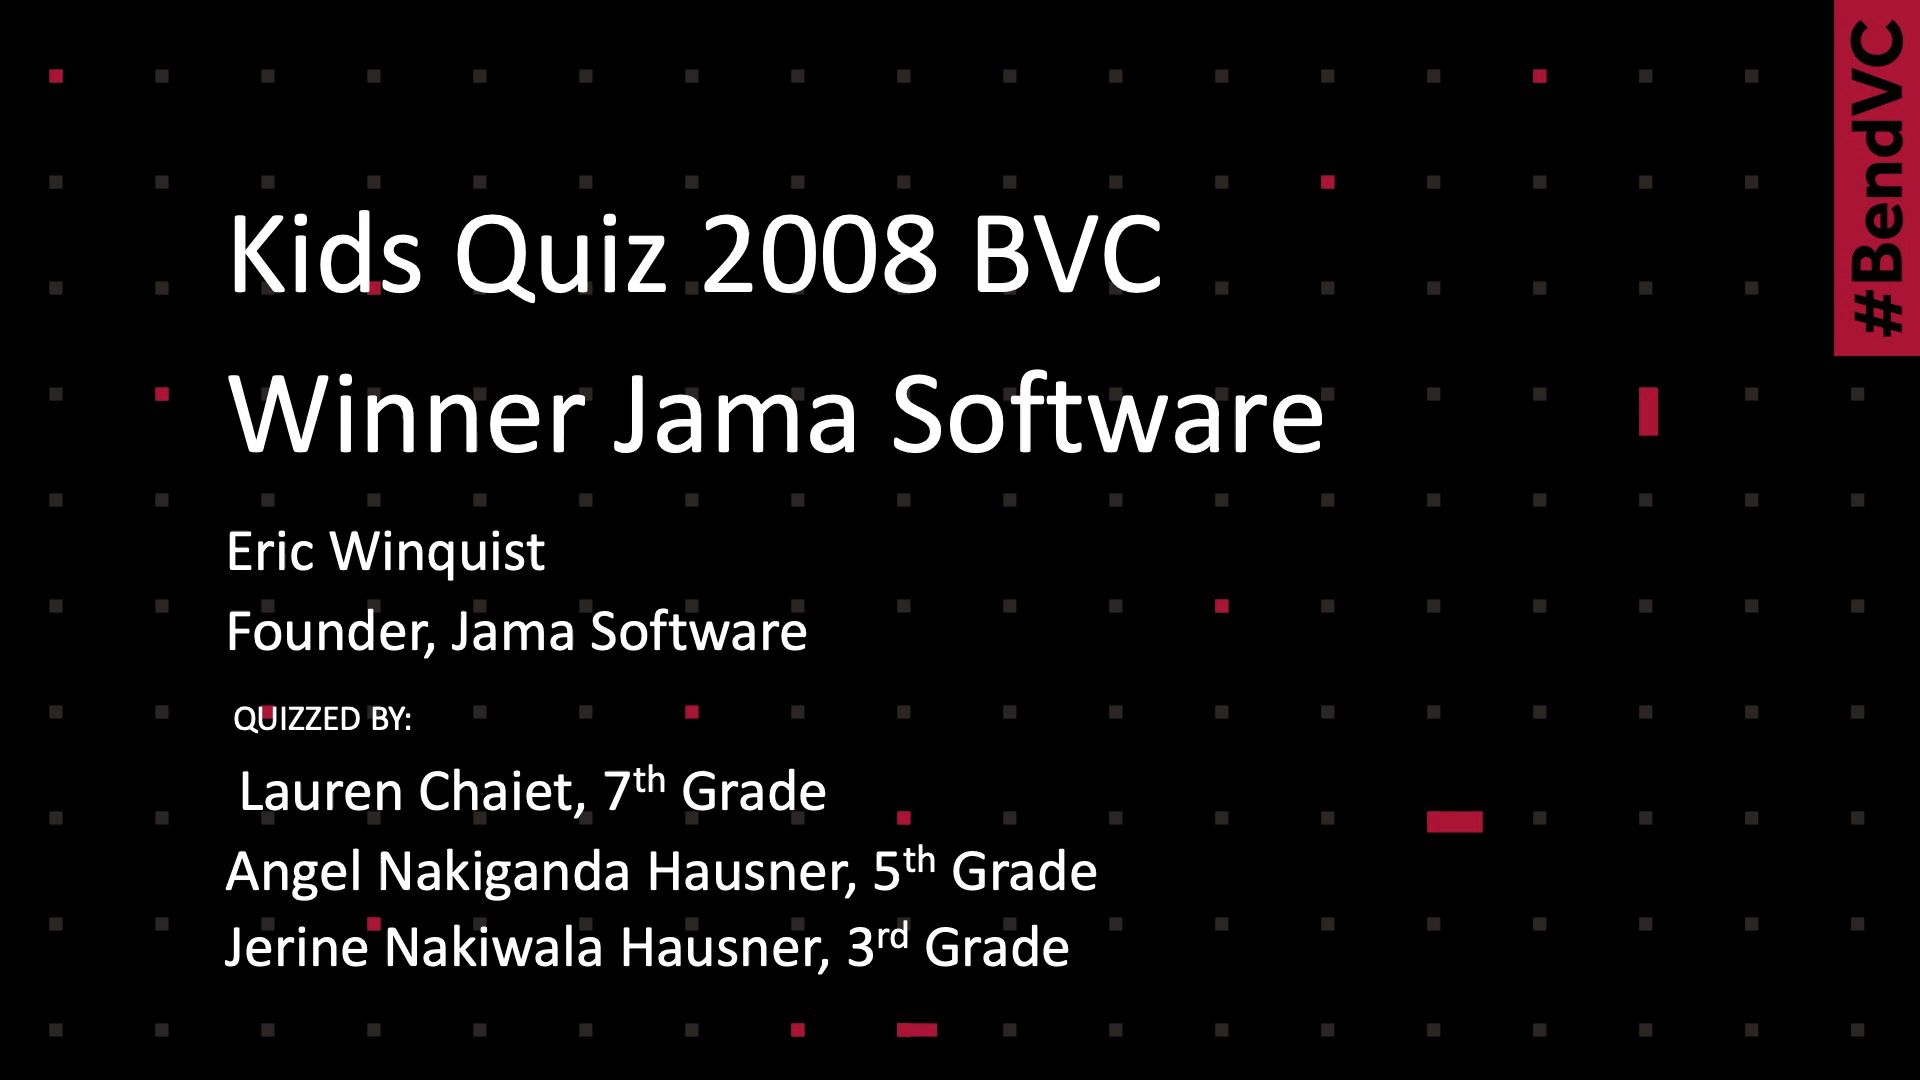 Kids Quiz 2008 BVC
Winner Jama Software
Eric Winquist
Founder, Jama Software
QUIZZED BY:
Lauren Chaiet, 7th Grade
Angel Nakiganda Hausner, 5th Grade
Jerine Nakiwala Hausner, 3rd Grade
#BendVC